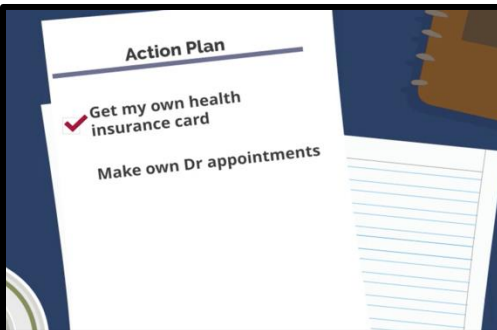 Action Plan
Get my own health
insurance card
Make own Dr appointments